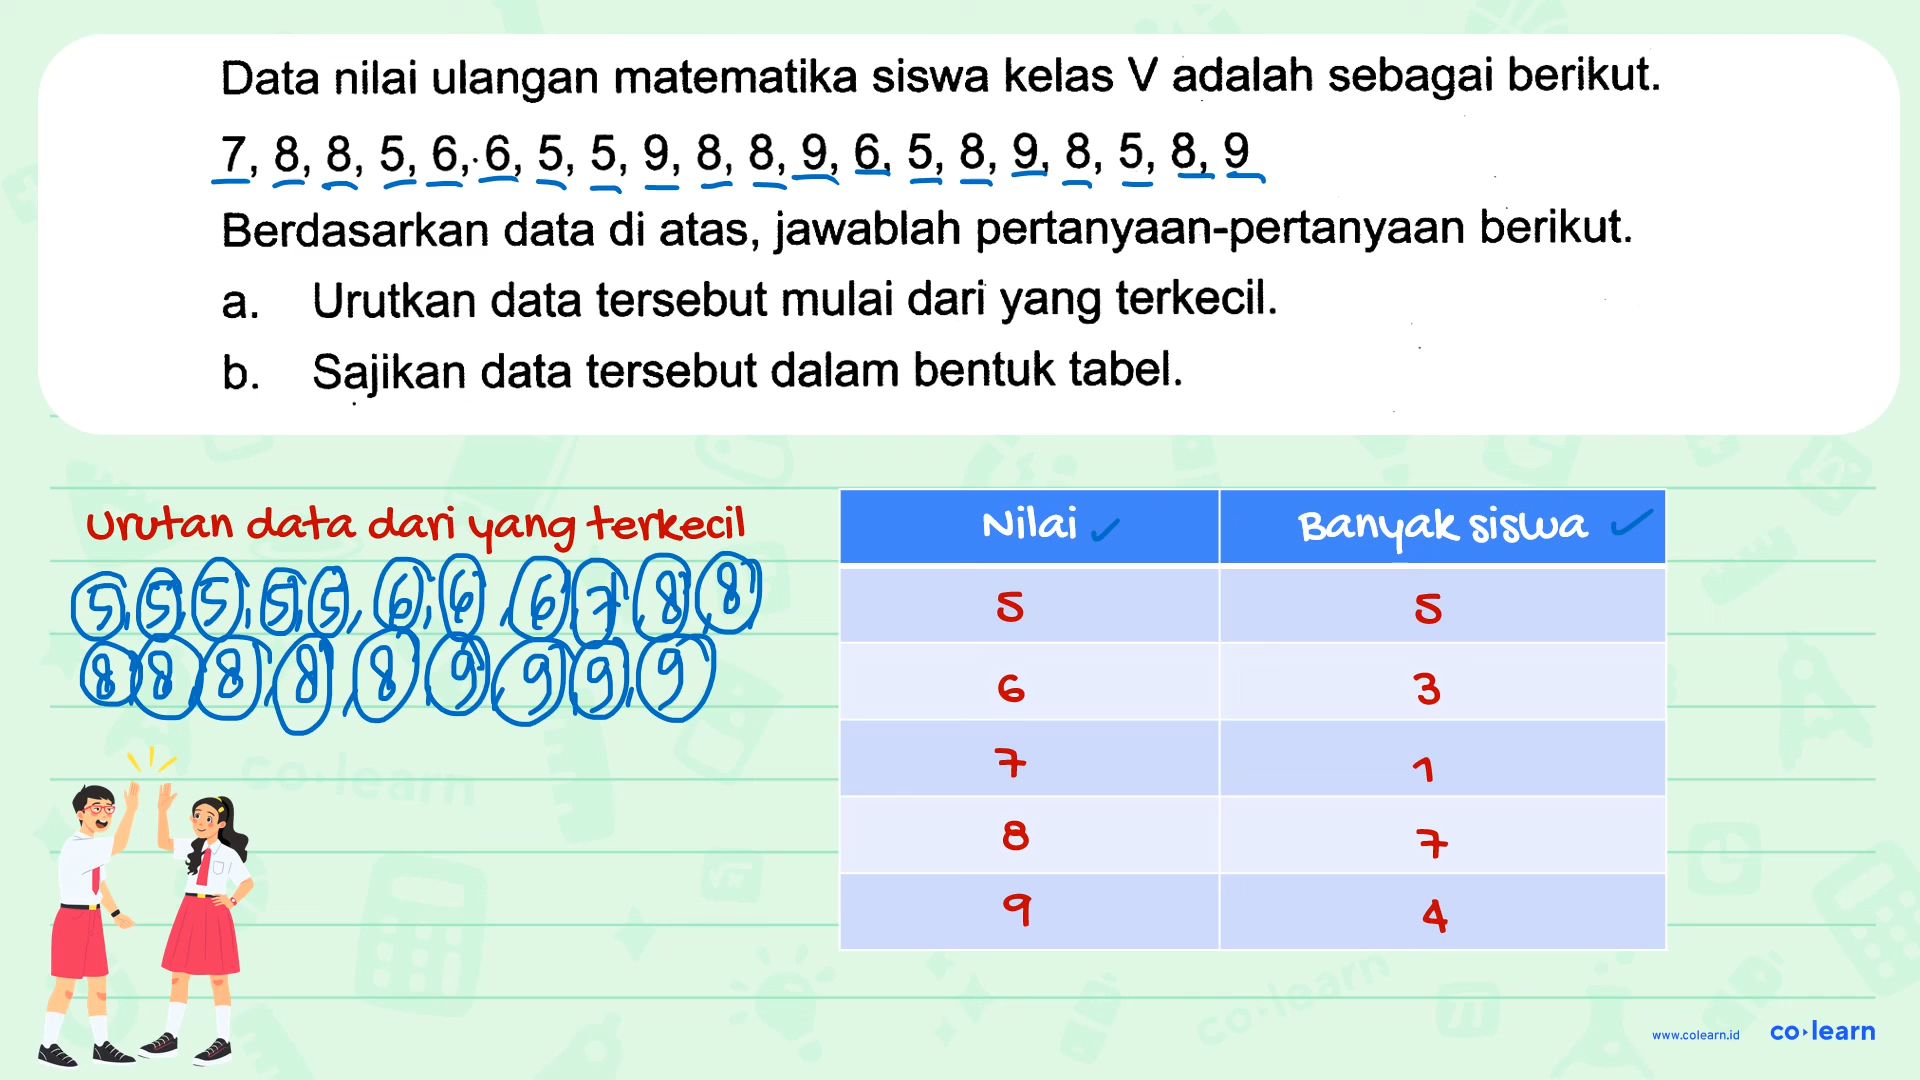 Data nilai ulangan matematika siswa kelas V adalah sebagai berikut.
7, 8, 8, 5, 6, 6, 5, 5, 9, 8, 8, 9, 6, 5, 8, 9, 8, 5, 8, 9
Berdasarkan data di atas, jawablah pertanyaan-pertanyaan berikut.
a. Urutkan data tersebut mulai dari yang terkecil.
b. Sajikan data tersebut dalam bentuk tabel.
Urutan data dari yang terkecil
5, 5, 5, 5, 5, 6, 6, 6, 7, 8, 8,
8, 8, 8, 8, 8, 9, 9, 9, 9
Nilai ✓ Banyak siswa ✓
5 5
6 3
7 1
8 7
9 4
co·learn
co·learn
www.colearn.id co·learn